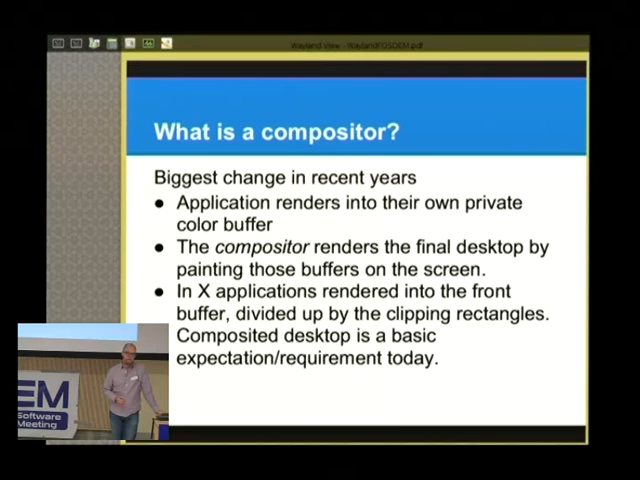 Wayland View - WaylandFOSDEM.pdf
What is a compositor?
Biggest change in recent years
● Application renders into their own private
color buffer
● The compositor renders the final desktop by
painting those buffers on the screen.
● In X applications rendered into the front
buffer, divided up by the clipping rectangles.
Composited desktop is a basic
expectation/requirement today.
EM
Software
Meeting